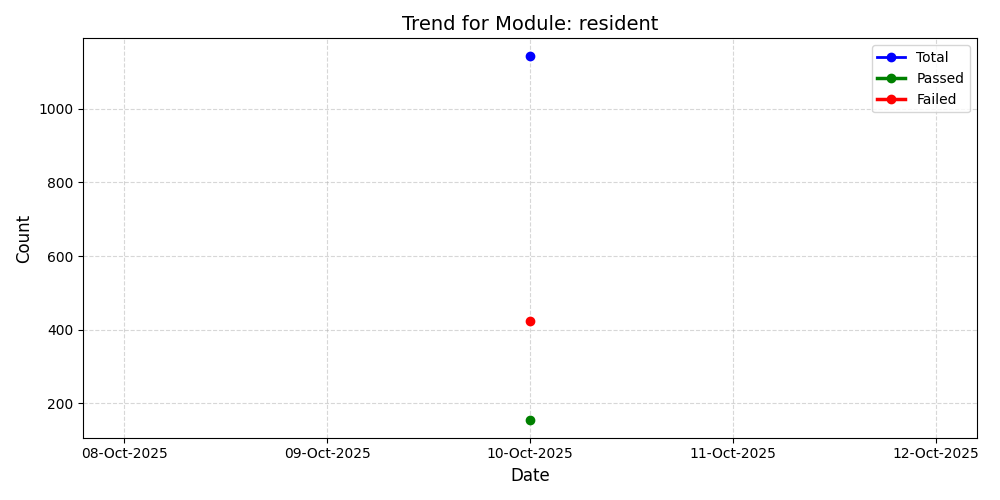 Trend for Module: resident
Total
Passed
Failed
Count
1000
800
600
400
200
08-Oct-2025
09-Oct-2025
10-Oct-2025
11-Oct-2025
12-Oct-2025
Date